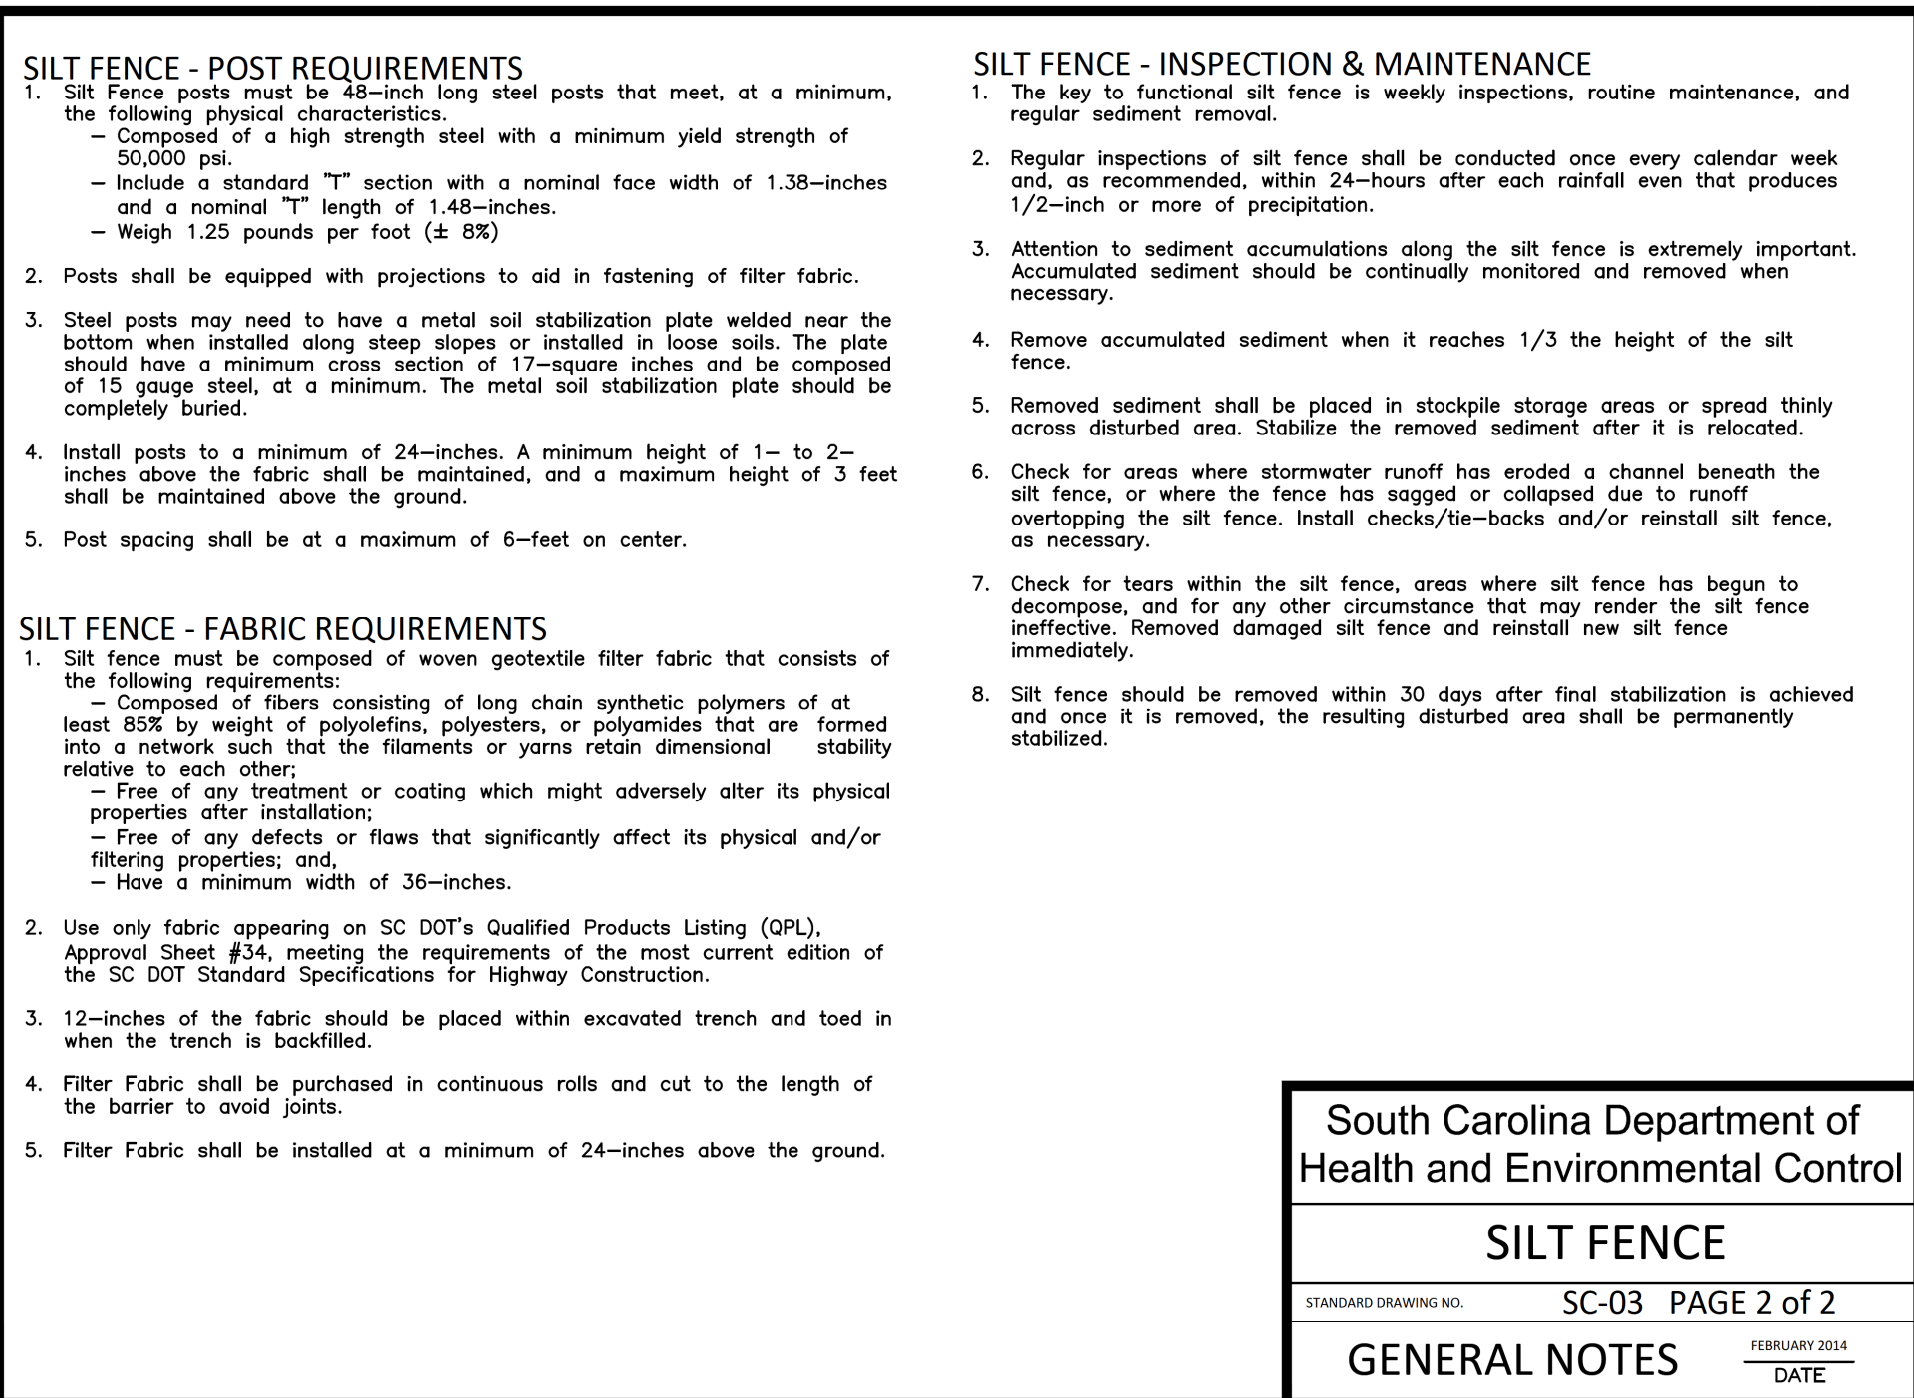 SILT FENCE - POST REQUIREMENTS
1. Silt Fence posts must be 48-inch long steel posts that meet, at a minimum,
the following physical characteristics.
- Composed of a high strength steel with a minimum yield strength of
50,000 psi.
- Include a standard "T" section with a nominal face width of 1.38-inches
and a nominal "T" length of 1.48-inches.
- Weigh 1.25 pounds per foot (± 8%)
2. Posts shall be equipped with projections to aid in fastening of filter fabric.
3. Steel posts may need to have a metal soil stabilization plate welded near the
bottom when installed along steep slopes or installed in loose soils. The plate
should have a minimum cross section of 17-square inches and be composed
of 15 gauge steel, at a minimum. The metal soil stabilization plate should be
completely buried.
4. Install posts to a minimum of 24-inches. A minimum height of 1- to 2-
inches above the fabric shall be maintained, and a maximum height of 3 feet
shall be maintained above the ground.
5. Post spacing shall be at a maximum of 6-feet on center.
SILT FENCE - FABRIC REQUIREMENTS
1. Silt fence must be composed of woven geotextile filter fabric that consists of
the following requirements:
- Composed of fibers consisting of long chain synthetic polymers of at
least 85% by weight of polyolefins, polyesters, or polyamides that are formed
into a network such that the filaments or yarns retain dimensional stability
relative to each other;
- Free of any treatment or coating which might adversely alter its physical
properties after installation;
- Free of any defects or flaws that significantly affect its physical and/or
filtering properties; and,
- Have a minimum width of 36-inches.
2. Use only fabric appearing on SC DOT's Qualified Products Listing (QPL),
Approval Sheet #34, meeting the requirements of the most current edition of
the SC DOT Standard Specifications for Highway Construction.
3. 12-inches of the fabric should be placed within excavated trench and toed in
when the trench is backfilled.
4. Filter Fabric shall be purchased in continuous rolls and cut to the length of
the barrier to avoid joints.
5. Filter Fabric shall be installed at a minimum of 24-inches above the ground.
SILT FENCE - INSPECTION & MAINTENANCE
1. The key to functional silt fence is weekly inspections, routine maintenance, and
regular sediment removal.
2. Regular inspections of silt fence shall be conducted once every calendar week
and, as recommended, within 24-hours after each rainfall even that produces
1/2-inch or more of precipitation.
3. Attention to sediment accumulations along the silt fence is extremely important.
Accumulated sediment should be continually monitored and removed when
necessary.
4. Remove accumulated sediment when it reaches 1/3 the height of the silt
fence.
5. Removed sediment shall be placed in stockpile storage areas or spread thinly
across disturbed area. Stabilize the removed sediment after it is relocated.
6. Check for areas where stormwater runoff has eroded a channel beneath the
silt fence, or where the fence has sagged or collapsed due to runoff
overtopping the silt fence. Install checks/tie-backs and/or reinstall silt fence,
as necessary.
7. Check for tears within the silt fence, areas where silt fence has begun to
decompose, and for any other circumstance that may render the silt fence
ineffective. Removed damaged silt fence and reinstall new silt fence
immediately.
8. Silt fence should be removed within 30 days after final stabilization is achieved
and once it is removed, the resulting disturbed area shall be permanently
stabilized.
South Carolina Department of
Health and Environmental Control
SILT FENCE
STANDARD DRAWING NO. SC-03 PAGE 2 of 2
GENERAL NOTES
FEBRUARY 2014
DATE